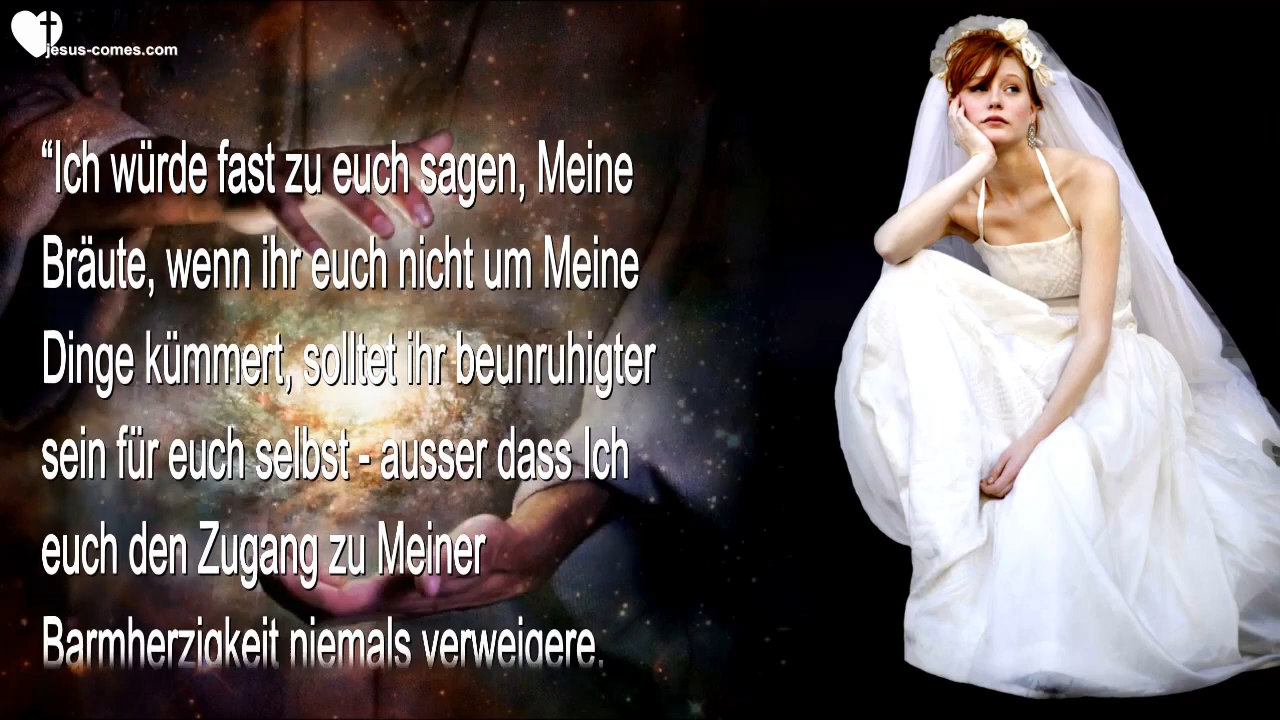 jesus-comes.com
“Ich würde fast zu euch sagen, Meine
Bräute, wenn ihr euch nicht um Meine
Dinge kümmert, solltet ihr beunruhigter
sein für euch selbst - ausser dass Ich
euch den Zugang zu Meiner
Barmherzigkeit niemals verweigere.